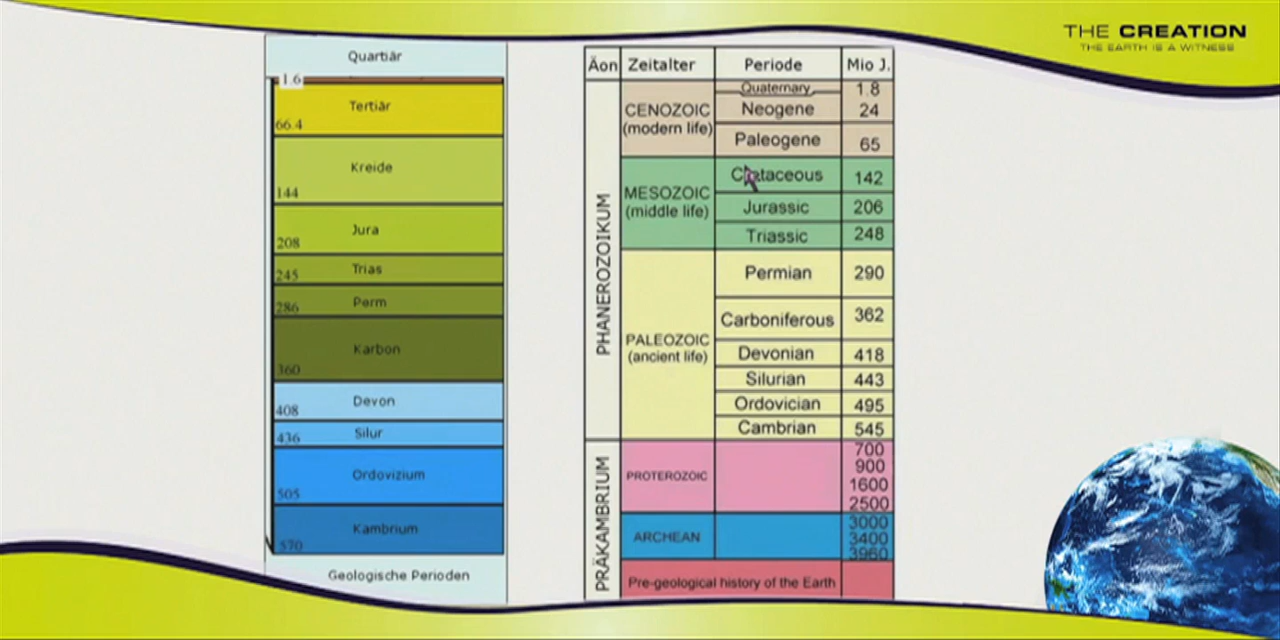 THE CREATION
THE EARTH IS A WITNESS
Quartiär
1.6
Tertiär
66.4
Kreide
144
Jura
208
Trias
245
Perm
286
Karbon
360
Devon
408
Silur
436
Ordovizium
505
Kambrium
570
Geologische Perioden
Äon Zeitalter Periode Mio J.
PHANEROZOIKUM
CENOZOIC
(modern life)
Quaternary 1.8
Neogene 24
Paleogene 65
MESOZOIC
(middle life)
Cretaceous 142
Jurassic 206
Triassic 248
PALEOZOIC
(ancient life)
Permian 290
Carboniferous 362
Devonian 418
Silurian 443
Ordovician 495
Cambrian 545
PRÄKAMBRIUM
PROTEROZOIC
700
900
1600
2500
ARCHEAN
3000
3400
3960
Pre-geological history of the Earth